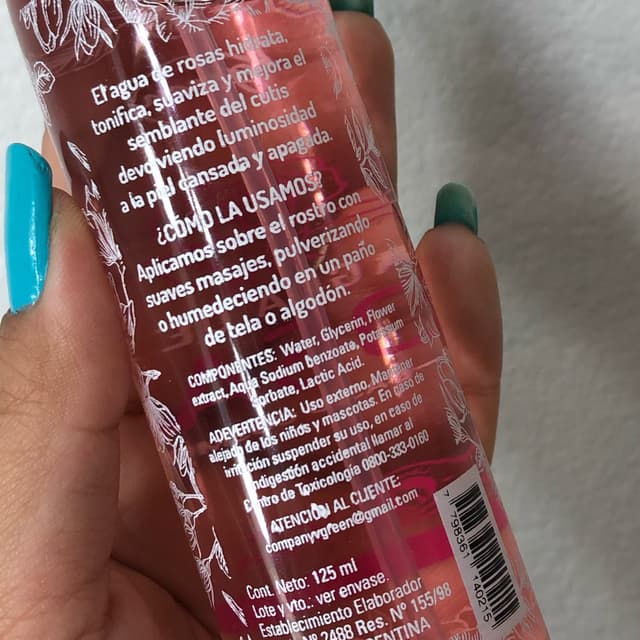 El agua de rosas hidrata,
tonifica, suaviza y mejora el
semblante del cutis
devolviendo luminosidad
a la piel cansada y apagada.
¿CÓMO LA USAMOS?
Aplicamos sobre el rostro con
suaves masajes, pulverizando
o humedeciendo en un paño
de tela o algodón.
COMPONENTES: Water, Glycerin, Flower
extract, Aqua Sodium Denzoate, Potassium
Sorbate, Lactic Acid.
ADEVERTENCIA: Uso externo, Mantener
alejado de los niños y mascotas. En caso de
irritación suspender su uso, en caso de
indigestión accidental llamar al
Centro de Toxicología 0800-333-0160
ATENCIÓN AL CLIENTE:
companyvgreen@gmail.com
Cont. Neto: 125 ml
Lote y vto.: ver envase.
Establecimiento Elaborador
Nº 2488 Res. Nº 155/98
7 798361 140215